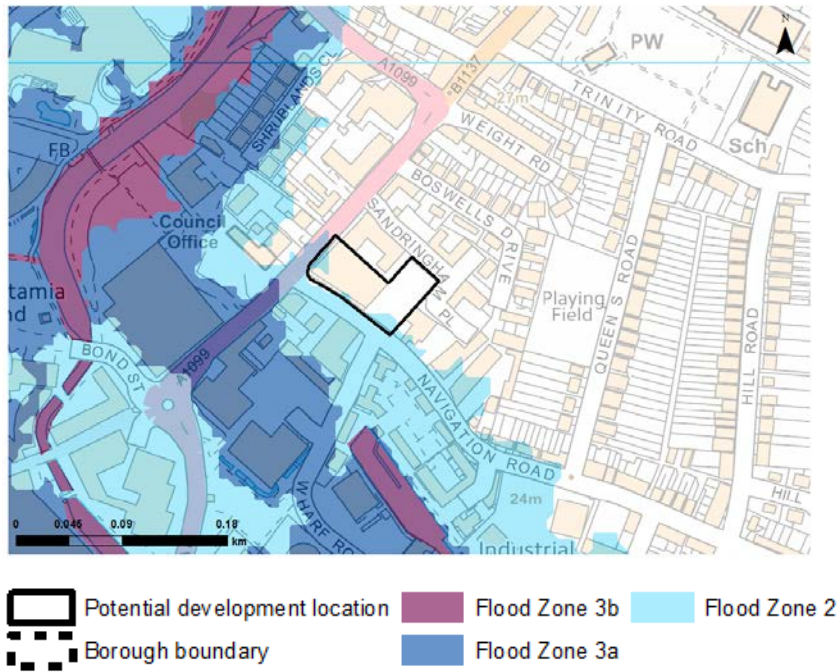 N
PW
A1099
B1137
27m
TRINITY ROAD
SHRUBLANDS CL
WEIGHT RD
Sch
FB
BOSWELLS DRIVE
Council
Office
SANDRINGHAM PL
tamia
nd
Playing
Field
QUEEN'S ROAD
HILL ROAD
BOND ST
A1099
NAVIGATION ROAD
24m
HILL
WHARF RO
Industrial
0 0.045 0.09 0.18
km
Potential development location
Flood Zone 3b
Flood Zone 2
Borough boundary
Flood Zone 3a